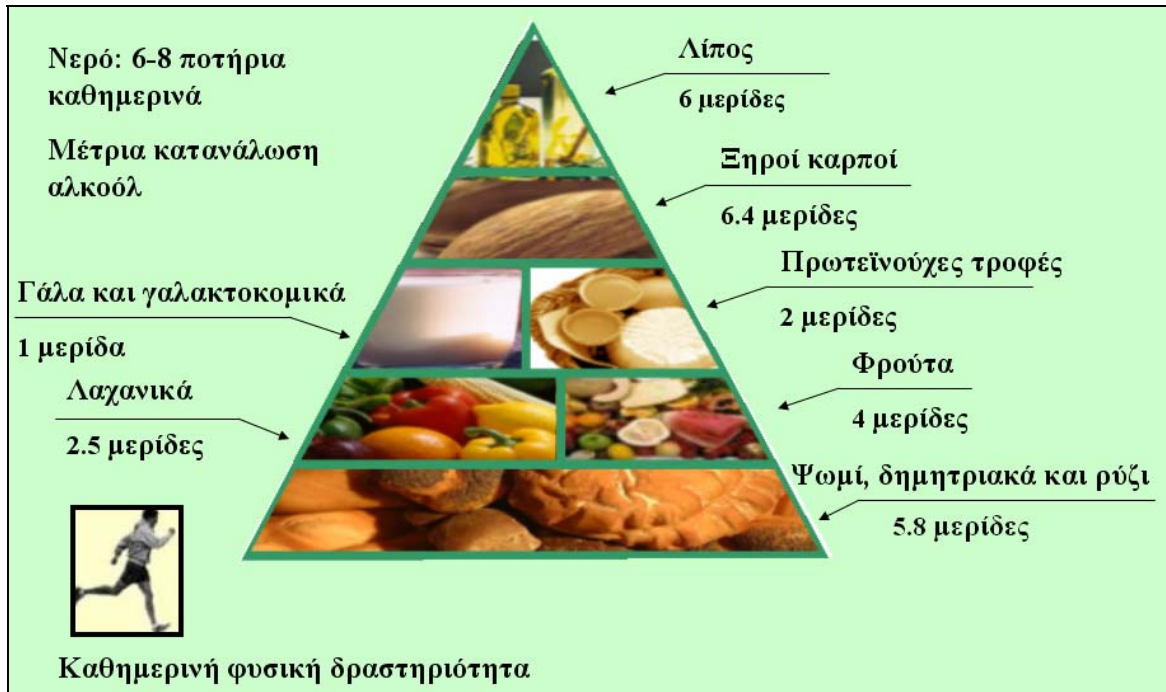 Νερό: 6-8 ποτήρια
καθημερινά
Μέτρια κατανάλωση
αλκοόλ
Λίπος
6 μερίδες
Ξηροί καρποί
6.4 μερίδες
Γάλα και γαλακτοκομικά
1 μερίδα
Πρωτεϊνούχες τροφές
2 μερίδες
Λαχανικά
2.5 μερίδες
Φρούτα
4 μερίδες
Ψωμί, δημητριακά και ρύζι
5.8 μερίδες
Καθημερινή φυσική δραστηριότητα